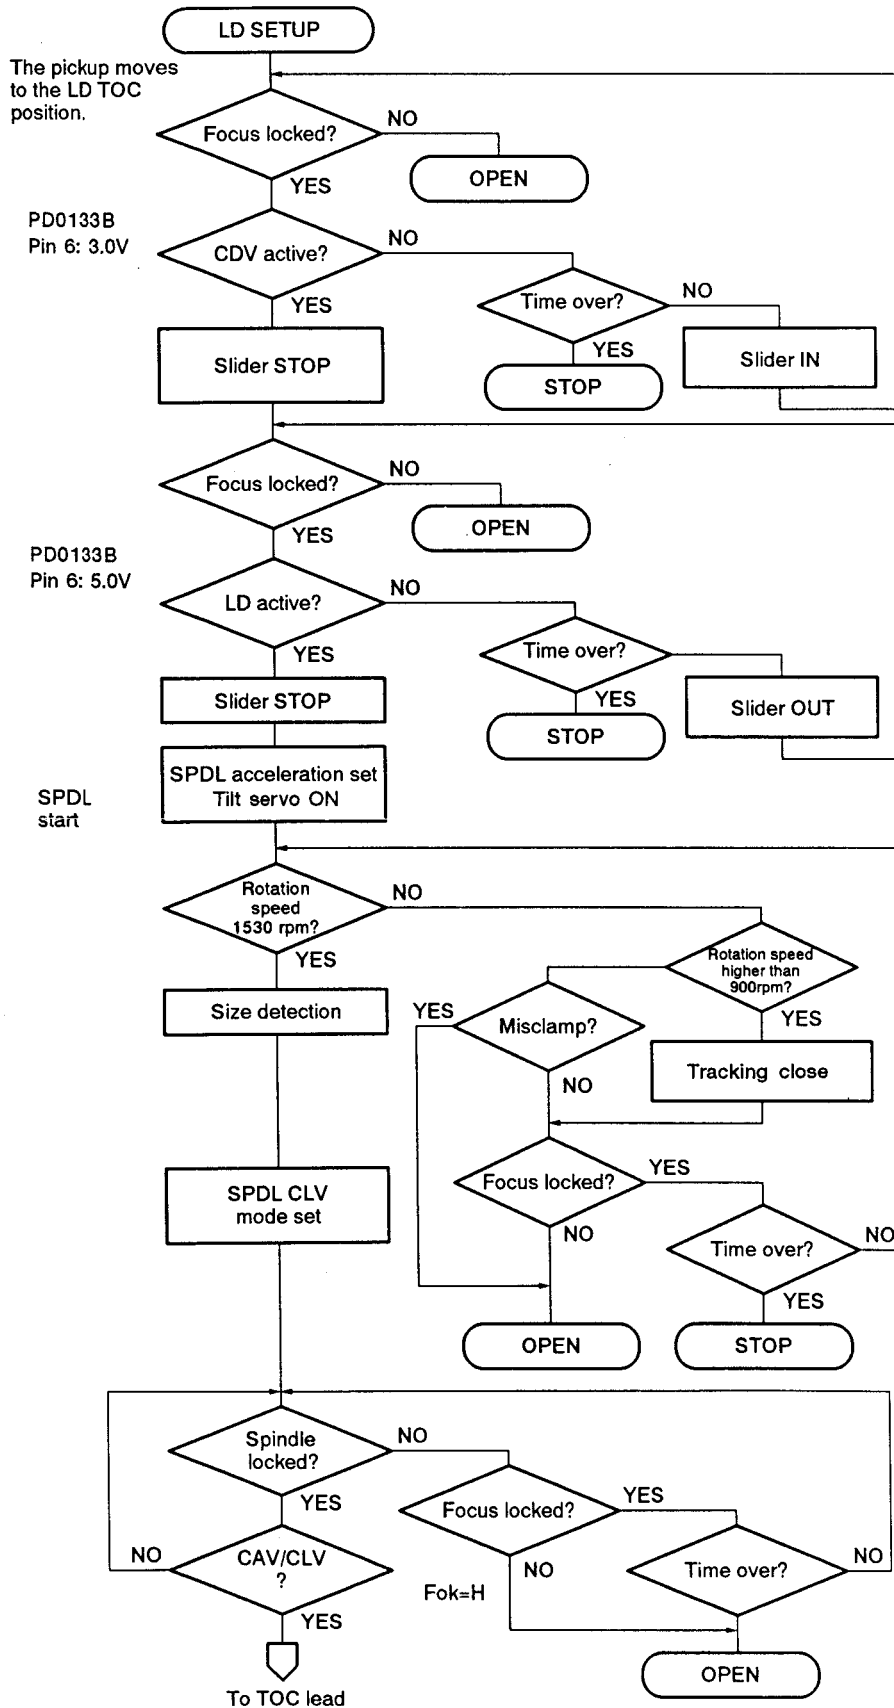 LD SETUP
The pickup moves
to the LD TOC
position.
Focus locked?
NO
OPEN
YES
PD0133B
Pin 6: 3.0V
CDV active?
NO
YES
Time over?
NO
YES
Slider STOP
STOP
Slider IN
Focus locked?
NO
OPEN
YES
PD0133B
Pin 6: 5.0V
LD active?
NO
YES
Time over?
NO
YES
Slider STOP
STOP
Slider OUT
SPDL acceleration set
Tilt servo ON
SPDL
start
Rotation
speed
1530 rpm?
NO
YES
Rotation speed
higher than
900rpm?
YES
Size detection
YES
Misclamp?
NO
Tracking close
Focus locked?
YES
NO
SPDL CLV
mode set
Time over?
NO
YES
OPEN
STOP
Spindle
locked?
NO
YES
Focus locked?
YES
NO
CAV/CLV
?
NO
YES
Fok=H
Time over?
NO
OPEN
To TOC lead